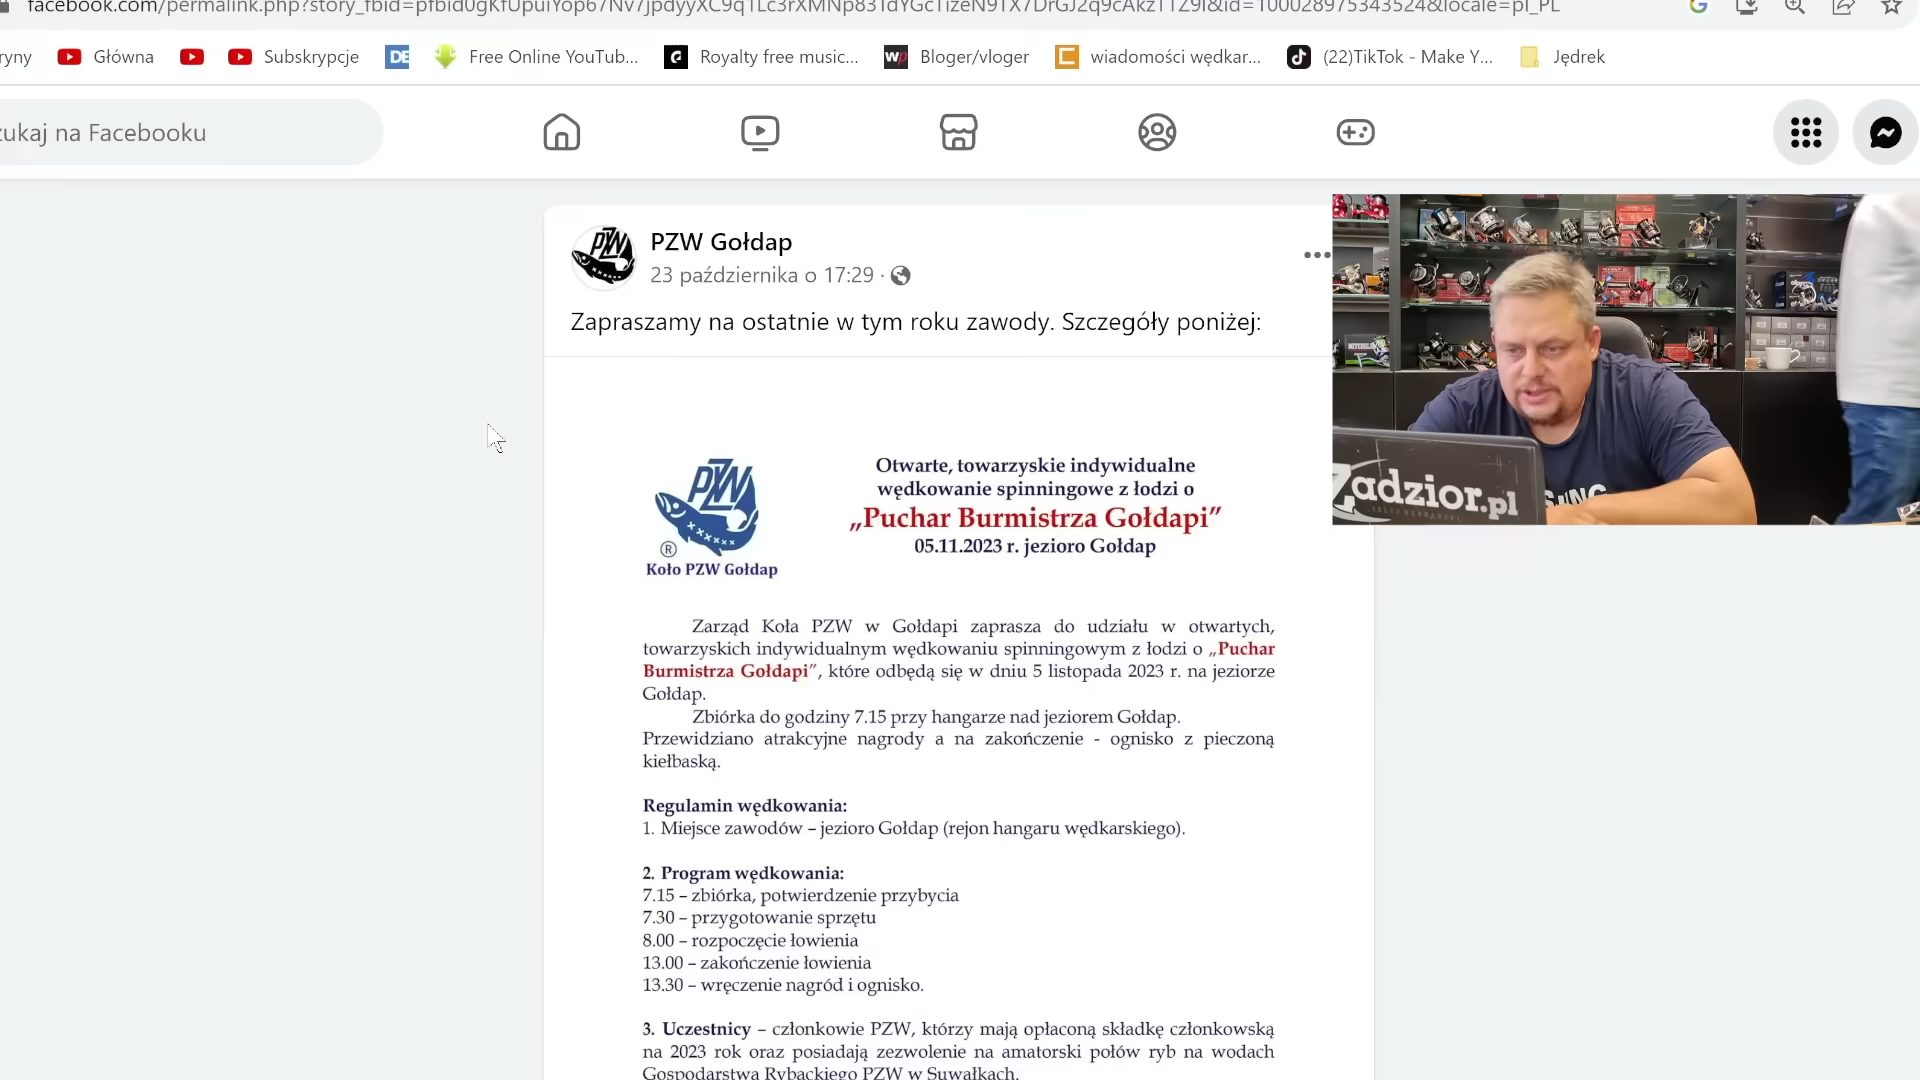 facebook.com/permalink.php?story_fbid=pfbid0gKfUpuiYop67Nv7jpdyyXC9q1Lc3rXMNp831dYGc1izeN91X7DrGJ2q9cAkz11Z9l&id=100028975343524&locale=pl_PL
ryny Główna Subskrypcje DE Free Online YouTub... Royalty free music... wp Bloger/vloger wiadomości wędkar... (22)TikTok - Make Y... Jędrek
zukaj na Facebooku
PZW Gołdap
23 października o 17:29 ·
Zapraszamy na ostatnie w tym roku zawody. Szczegóły poniżej:
PZW
®
Koło PZW Gołdap
Otwarte, towarzyskie indywidualne
wędkowanie spinningowe z łodzi o
„Puchar Burmistrza Gołdapi”
05.11.2023 r. jezioro Gołdap
Zadzior.pl
Zarząd Koła PZW w Gołdapi zaprasza do udziału w otwartych,
towarzyskich indywidualnym wędkowaniu spinningowym z łodzi o „Puchar
Burmistrza Gołdapi”, które odbędą się w dniu 5 listopada 2023 r. na jeziorze
Gołdap.
Zbiórka do godziny 7.15 przy hangarze nad jeziorem Gołdap.
Przewidziano atrakcyjne nagrody a na zakończenie - ognisko z pieczoną
kiełbaską.
Regulamin wędkowania:
1. Miejsce zawodów – jezioro Gołdap (rejon hangaru wędkarskiego).
2. Program wędkowania:
7.15 – zbiórka, potwierdzenie przybycia
7.30 – przygotowanie sprzętu
8.00 – rozpoczęcie łowienia
13.00 – zakończenie łowienia
13.30 – wręczenie nagród i ognisko.
3. Uczestnicy – członkowie PZW, którzy mają opłaconą składkę członkowską
na 2023 rok oraz posiadają zezwolenie na amatorski połów ryb na wodach
Gospodarstwa Rybackiego PZW w Suwałkach.